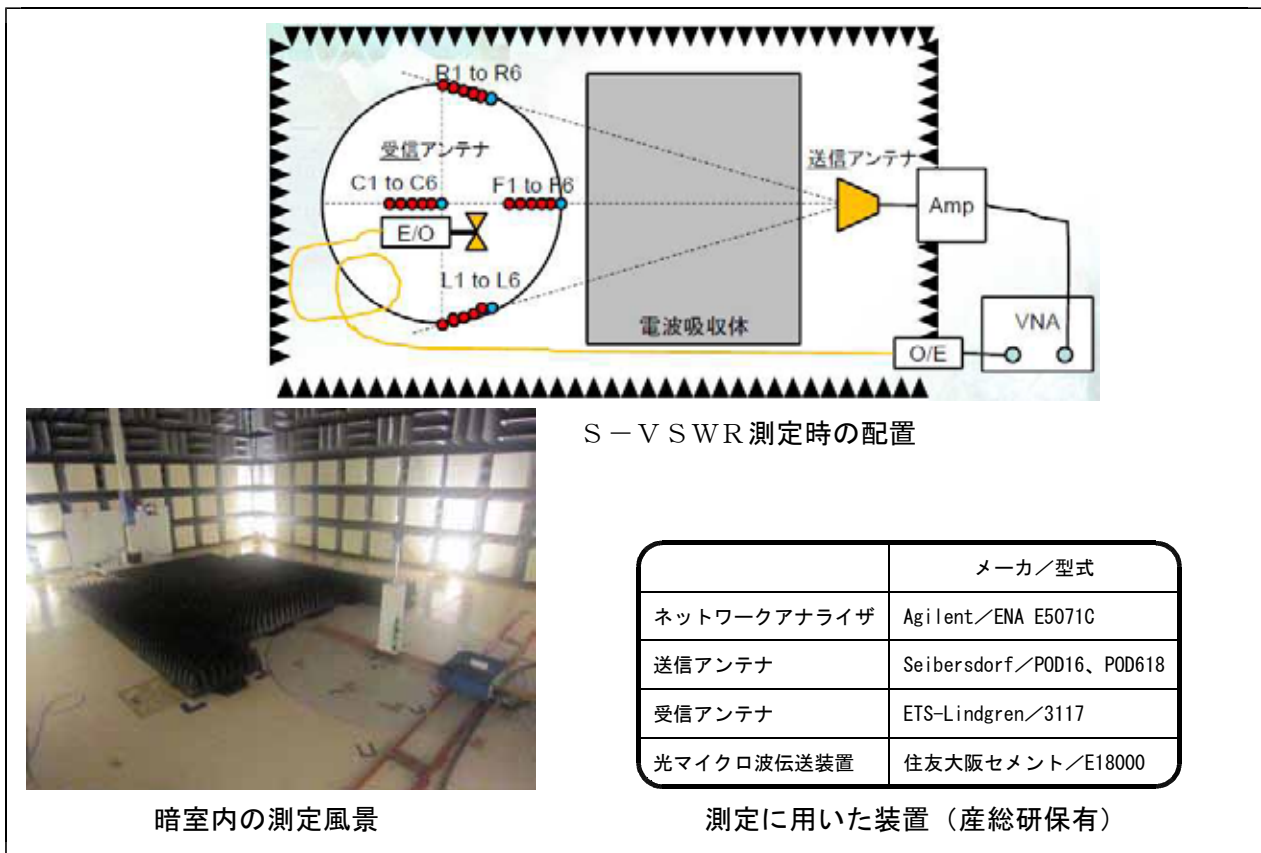 R1 to R6
受信アンテナ
送信アンテナ
C1 to C6
F1 to F6
Amp
E/O
L1 to L6
電波吸収体
VNA
O/E
S－VSWR測定時の配置
メーカ／型式
ネットワークアナライザ Agilent／ENA E5071C
送信アンテナ Seibersdorf／POD16、POD618
受信アンテナ ETS-Lindgren／3117
光マイクロ波伝送装置 住友大阪セメント／E18000
暗室内の測定風景
測定に用いた装置（産総研保有）